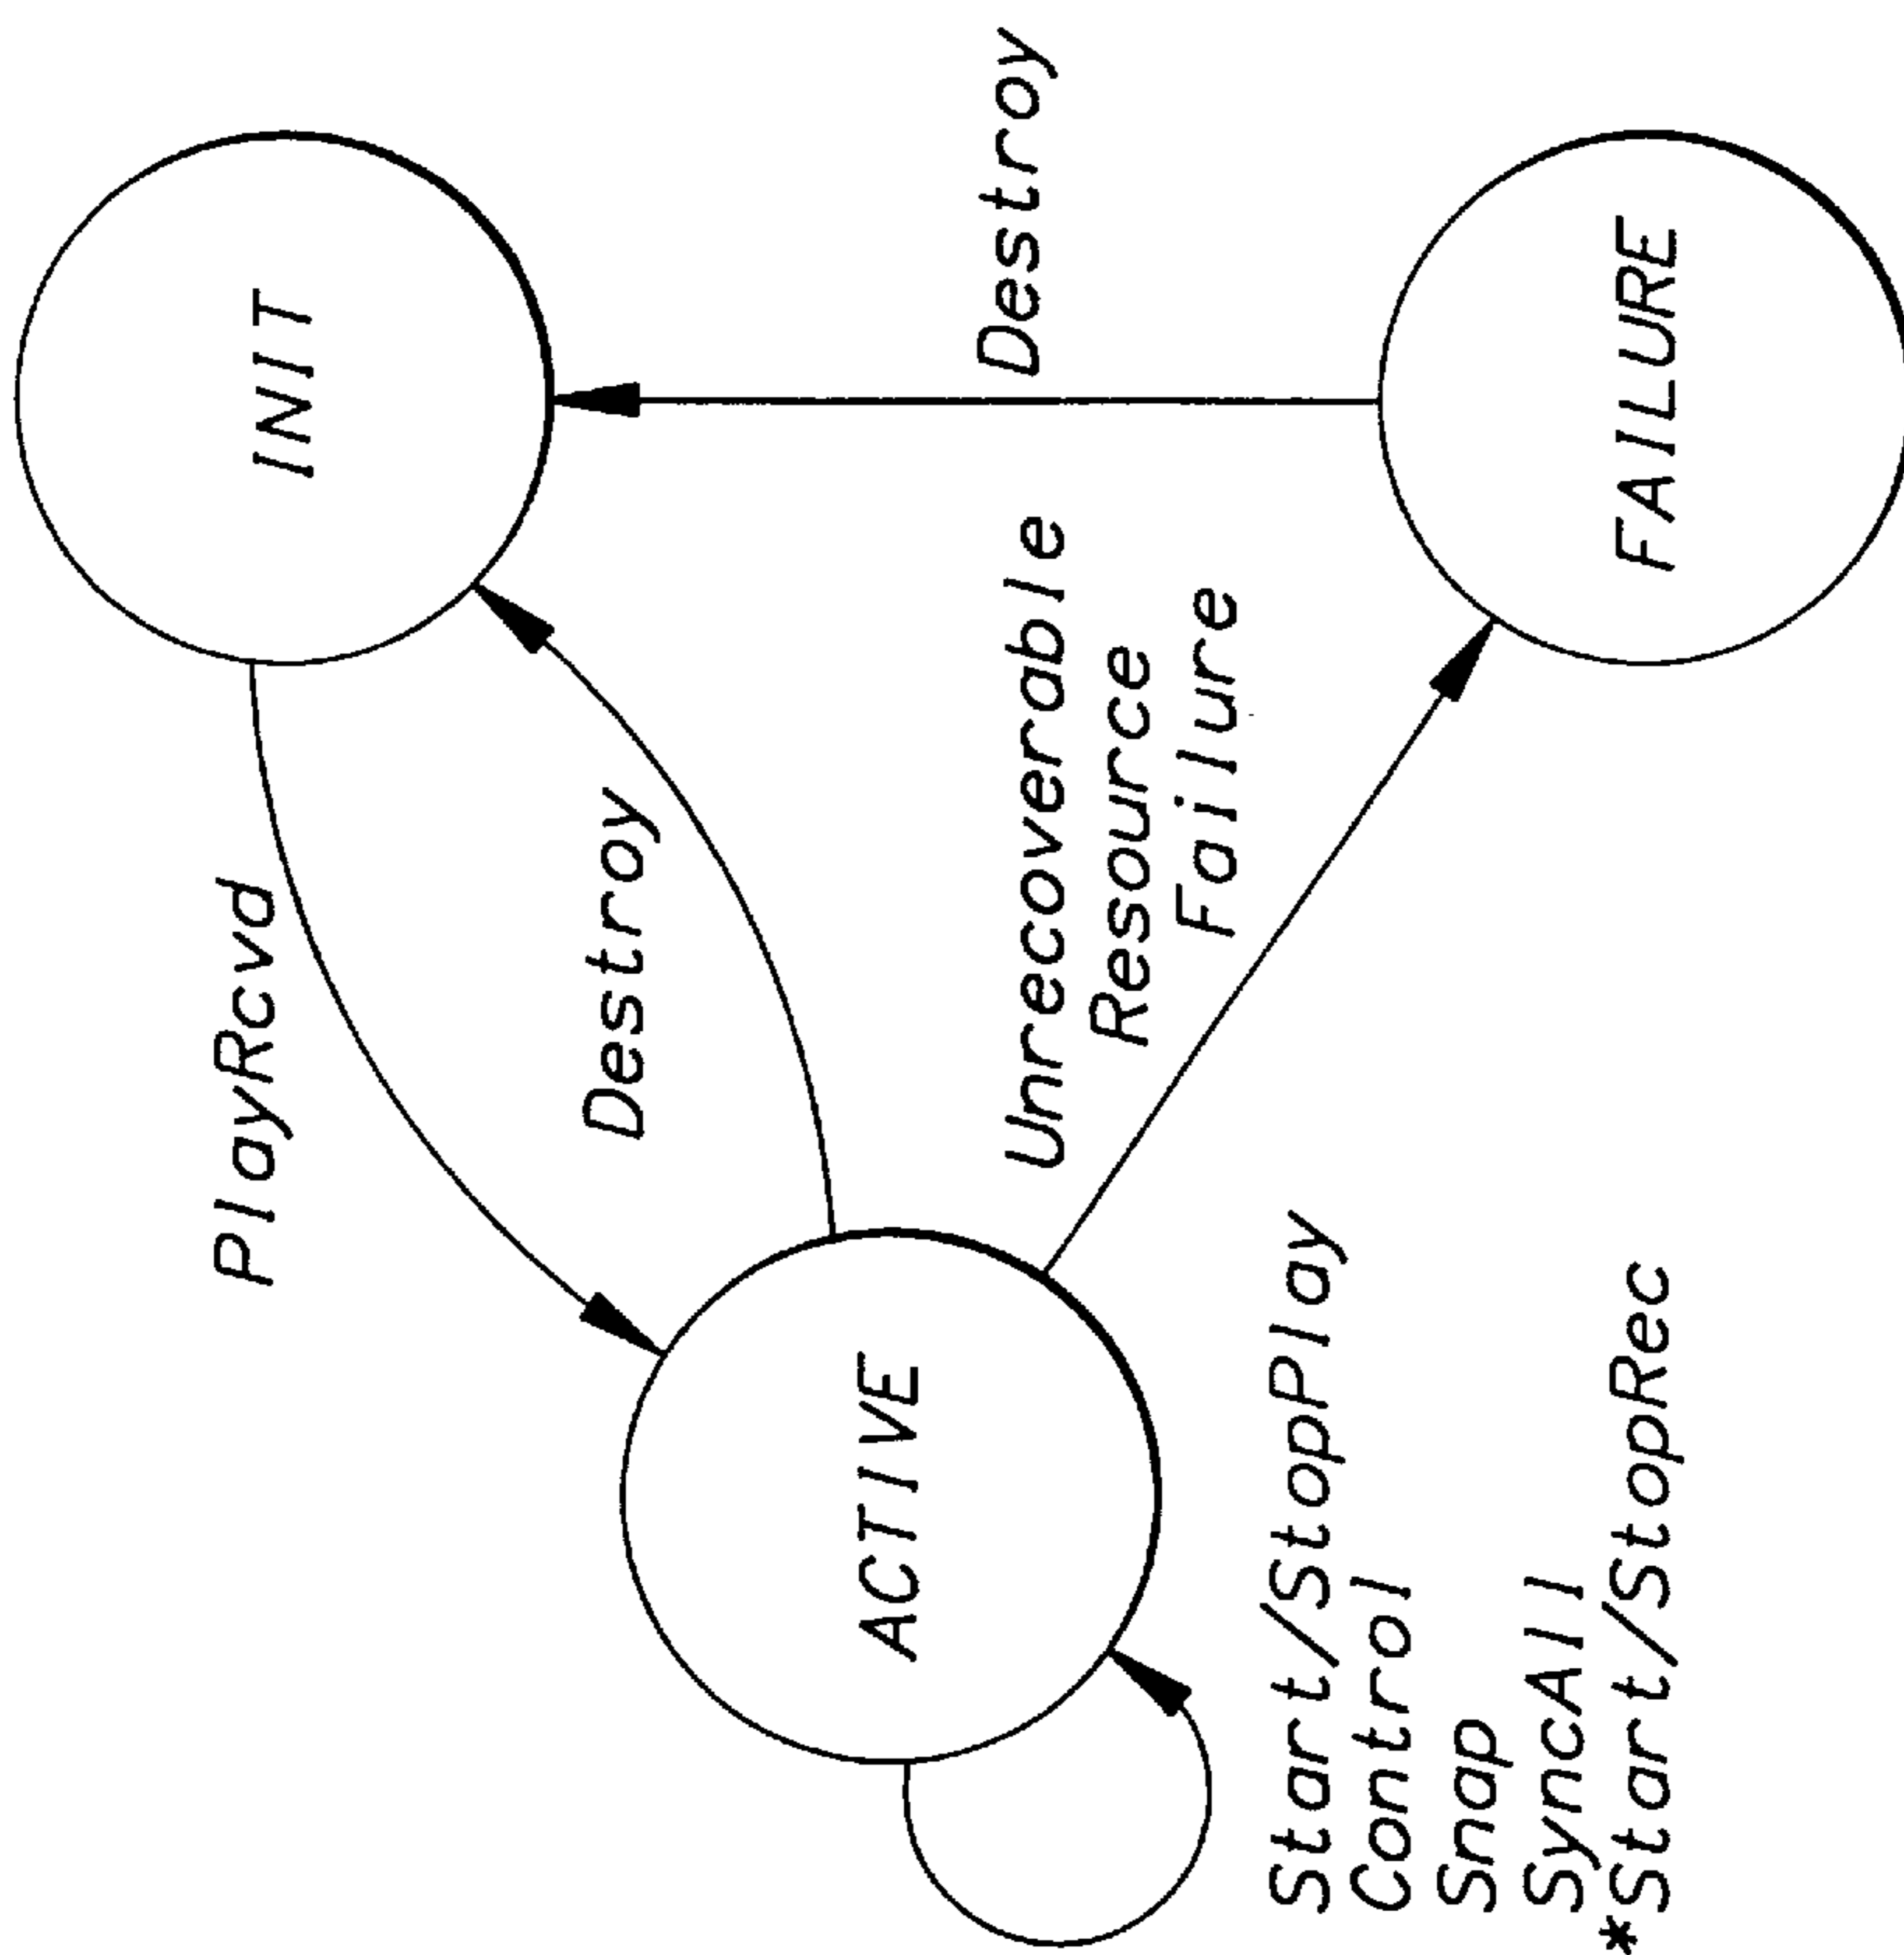 PlayRcvd
INIT
Destroy
ACTIVE
Destroy
Unrecoverable
Resource
Failure
Start/StopPlay
Control
Snap
SyncAll
*Start/StopRec
FAILURE